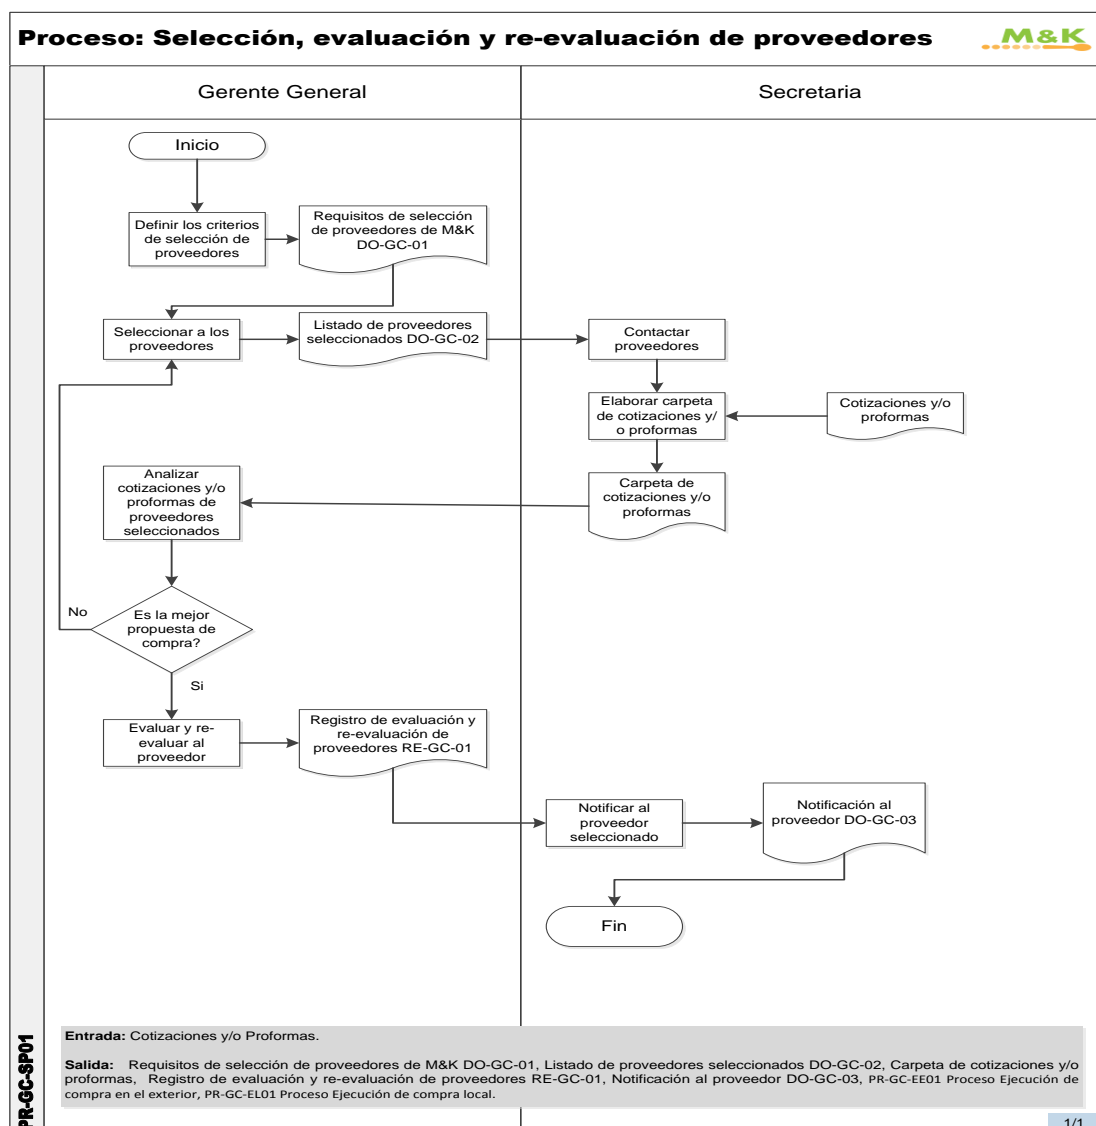 Proceso: Selección, evaluación y re-evaluación de proveedores
M&K
Gerente General
Secretaria
Inicio
Definir los criterios
de selección de
proveedores
Requisitos de selección
de proveedores de M&K
DO-GC-01
Seleccionar a los
proveedores
Listado de proveedores
seleccionados DO-GC-02
Contactar
proveedores
Elaborar carpeta
de cotizaciones y/
o proformas
Cotizaciones y/o
proformas
Analizar
cotizaciones y/o
proformas de
proveedores
seleccionados
Carpeta de
cotizaciones y/o
proformas
No
Es la mejor
propuesta de
compra?
Si
Evaluar y re-
evaluar al
proveedor
Registro de evaluación y
re-evaluación de
proveedores RE-GC-01
Notificar al
proveedor
seleccionado
Notificación al
proveedor DO-GC-03
Fin
PR-GC-SP01
Entrada: Cotizaciones y/o Proformas.
Salida: Requisitos de selección de proveedores de M&K DO-GC-01, Listado de proveedores seleccionados DO-GC-02, Carpeta de cotizaciones y/o
proformas, Registro de evaluación y re-evaluación de proveedores RE-GC-01, Notificación al proveedor DO-GC-03, PR-GC-EE01 Proceso Ejecución de
compra en el exterior, PR-GC-EL01 Proceso Ejecución de compra local.
1/1